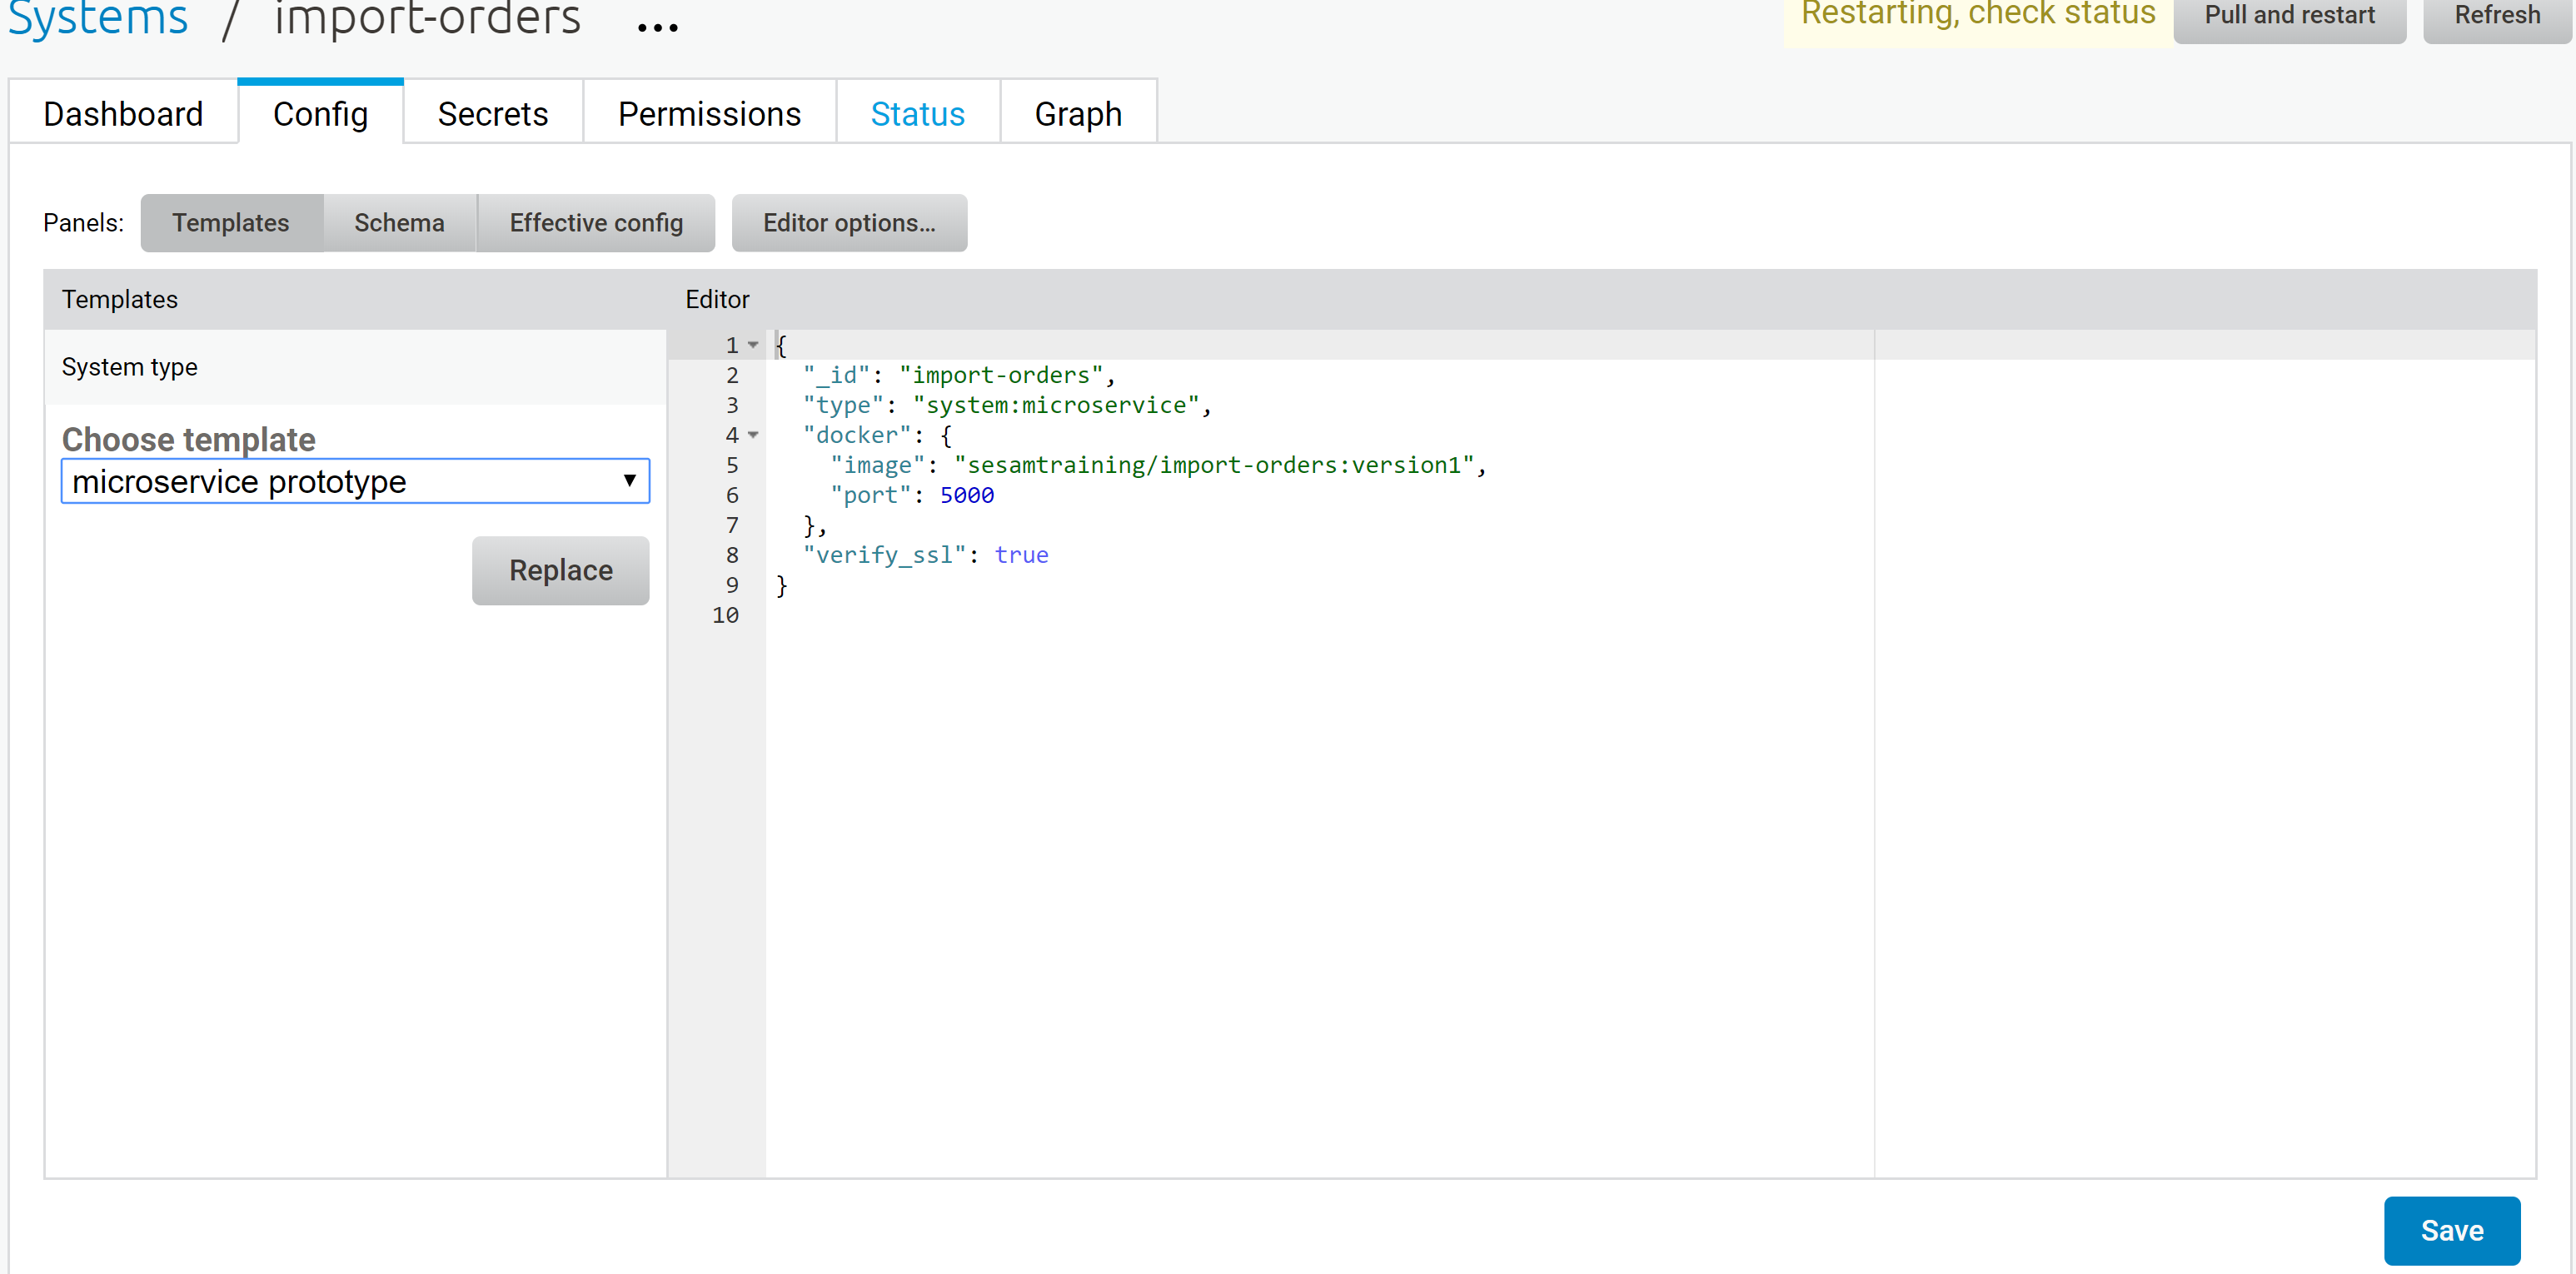 Systems / import-orders ...
Restarting, check status Pull and restart Refresh
Dashboard Config Secrets Permissions Status Graph
Panels: Templates Schema Effective config Editor options...
Templates Editor
System type
Choose template
microservice prototype
Replace
1 {
2 "_id": "import-orders",
3 "type": "system:microservice",
4 "docker": {
5 "image": "sesamtraining/import-orders:version1",
6 "port": 5000
7 },
8 "verify_ssl": true
9 }
10
Save